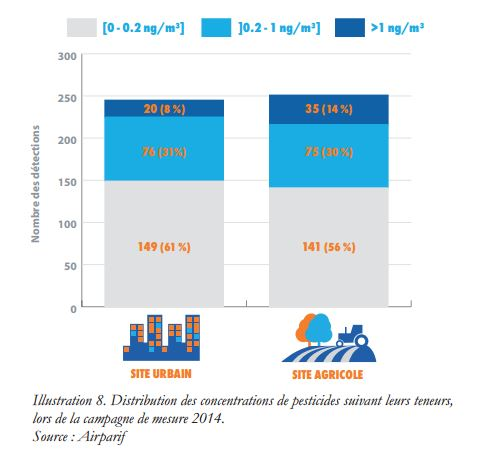 [0 - 0.2 ng/m³] ]0.2 - 1 ng/m³] >1 ng/m³
Nombre des détections
300
250
200
150
100
50
0
20 (8 %)
76 (31%)
149 (61 %)
35 (14 %)
75 (30 %)
141 (56 %)
SITE URBAIN
SITE AGRICOLE
Illustration 8. Distribution des concentrations de pesticides suivant leurs teneurs,
lors de la campagne de mesure 2014.
Source : Airparif